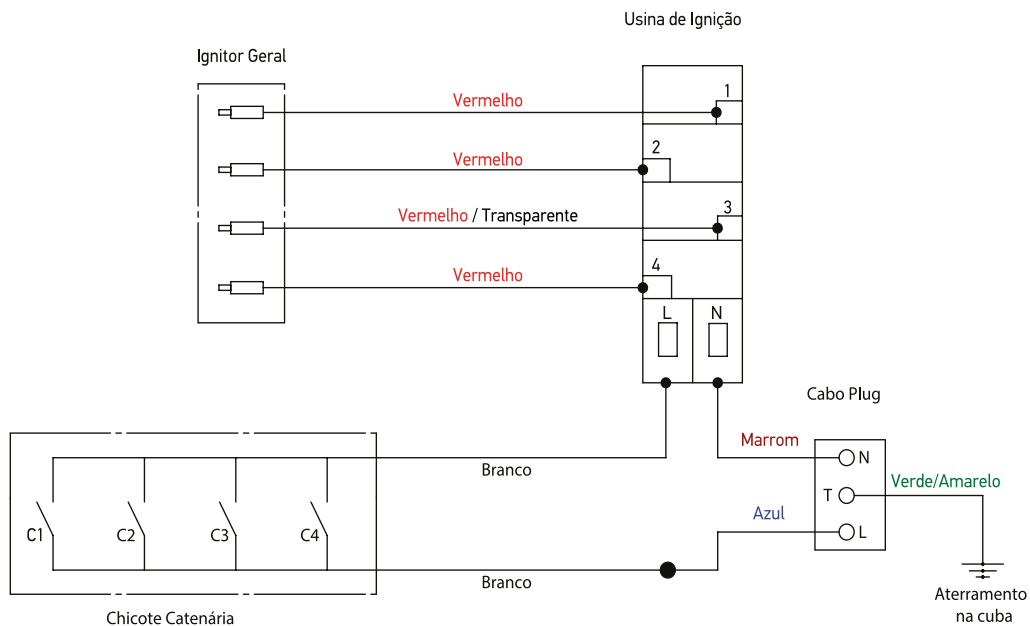 Usina de Ignição
Ignitor Geral
Vermelho
1
Vermelho
2
Vermelho / Transparente
3
Vermelho
4
L
N
Cabo Plug
Marrom
N
Branco
T
Verde/Amarelo
Azul
L
C1
C2
C3
C4
Branco
Aterramento
na cuba
Chicote Catenária